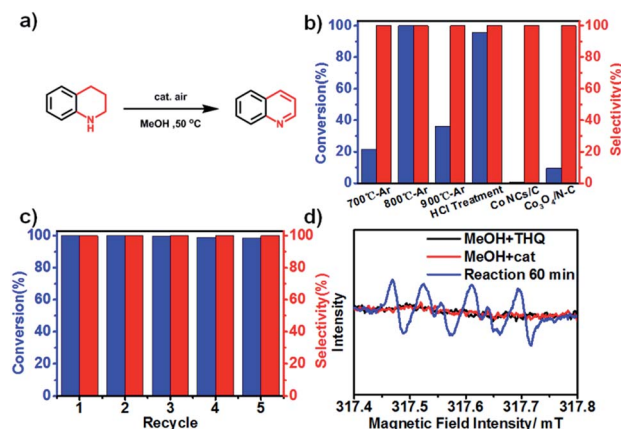 a)
cat. air
MeOH ,50 °C
N
H
N
b)
Conversion(%)
100
80
60
40
20
0
100
80
60
40
20
0
Selectivity(%)
700℃-Ar
800℃-Ar
900℃-Ar
HCl Treatment
Co NCs/C
Co3O4/N-C
c)
Conversion(%)
100
80
60
40
20
0
100
80
60
40
20
0
Selectivity(%)
1 2 3 4 5
Recycle
d)
MeOH+THQ
MeOH+cat
Reaction 60 min
Intensity
317.4 317.5 317.6 317.7 317.8
Magnetic Field Intensity/ mT